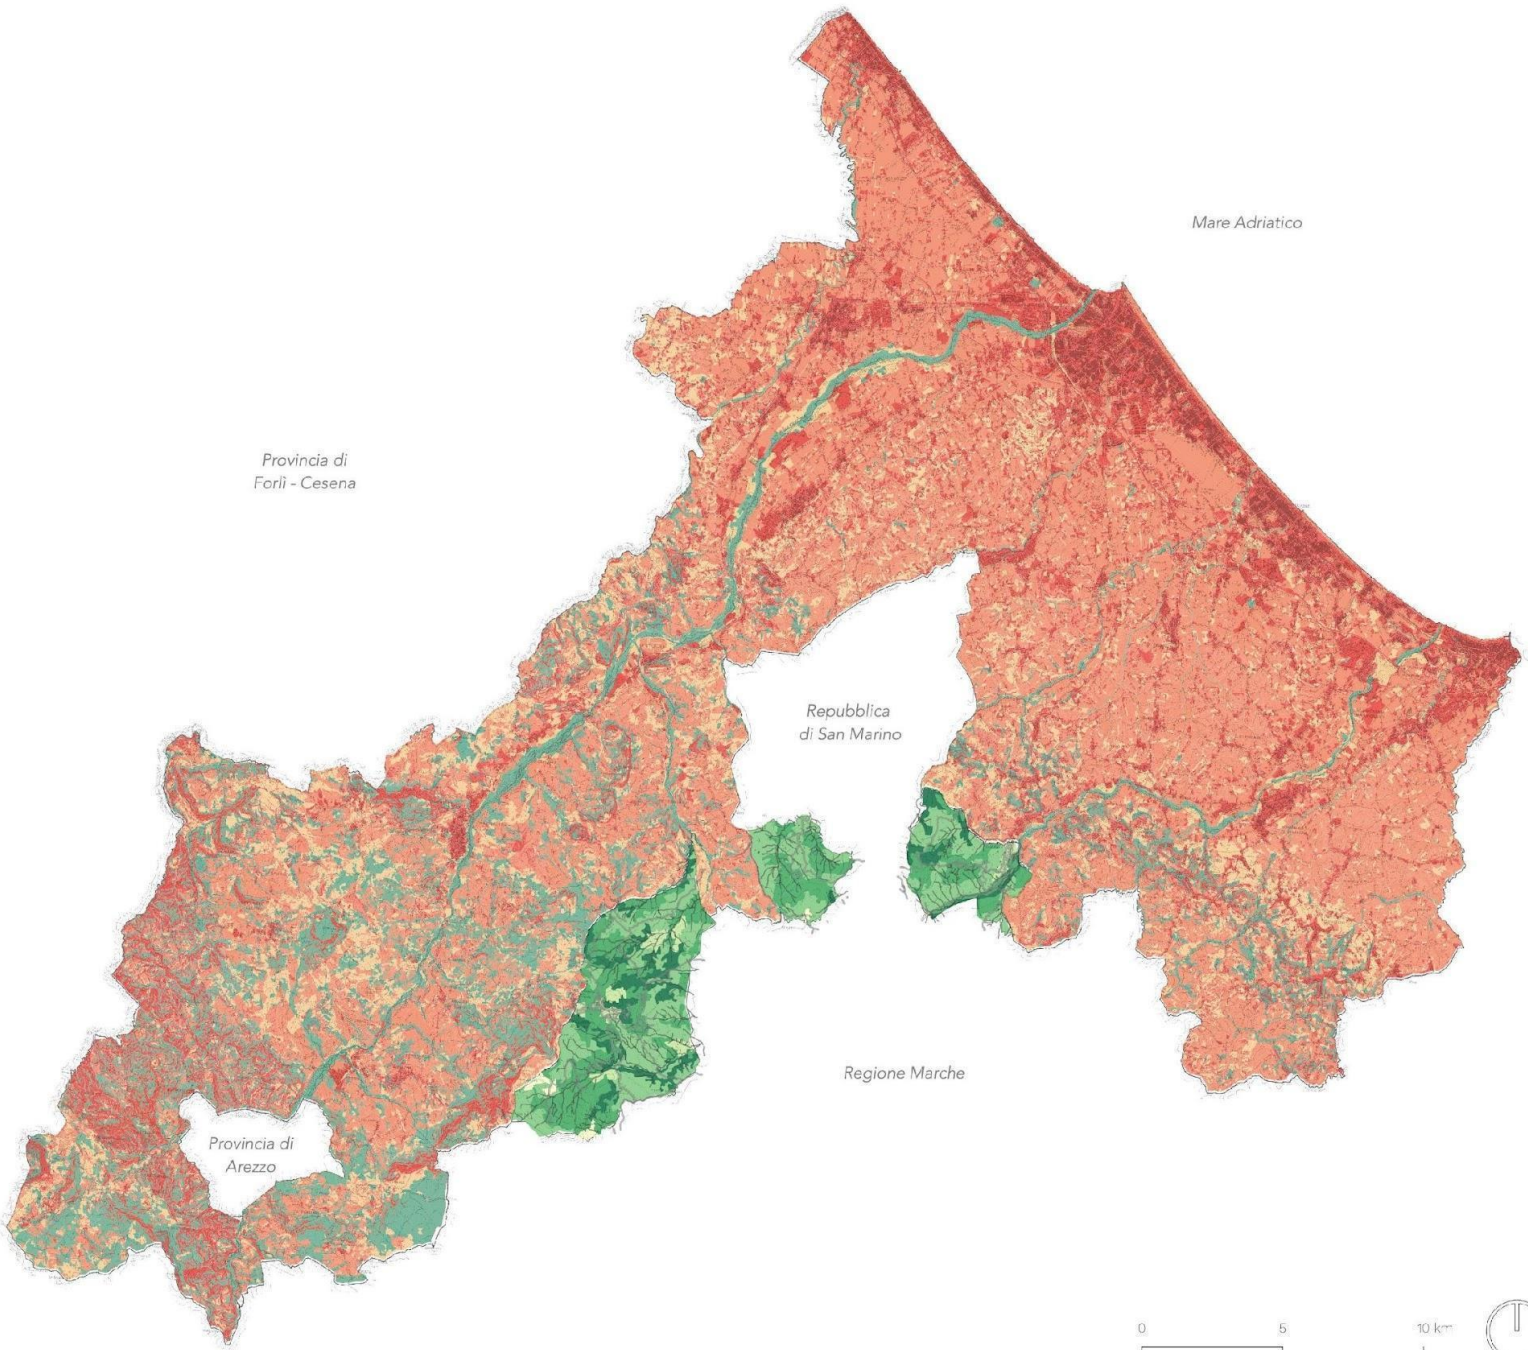 Mare Adriatico
Provincia di
Forlì - Cesena
Repubblica
di San Marino
Regione Marche
Provincia di
Arezzo
0 5 10 km